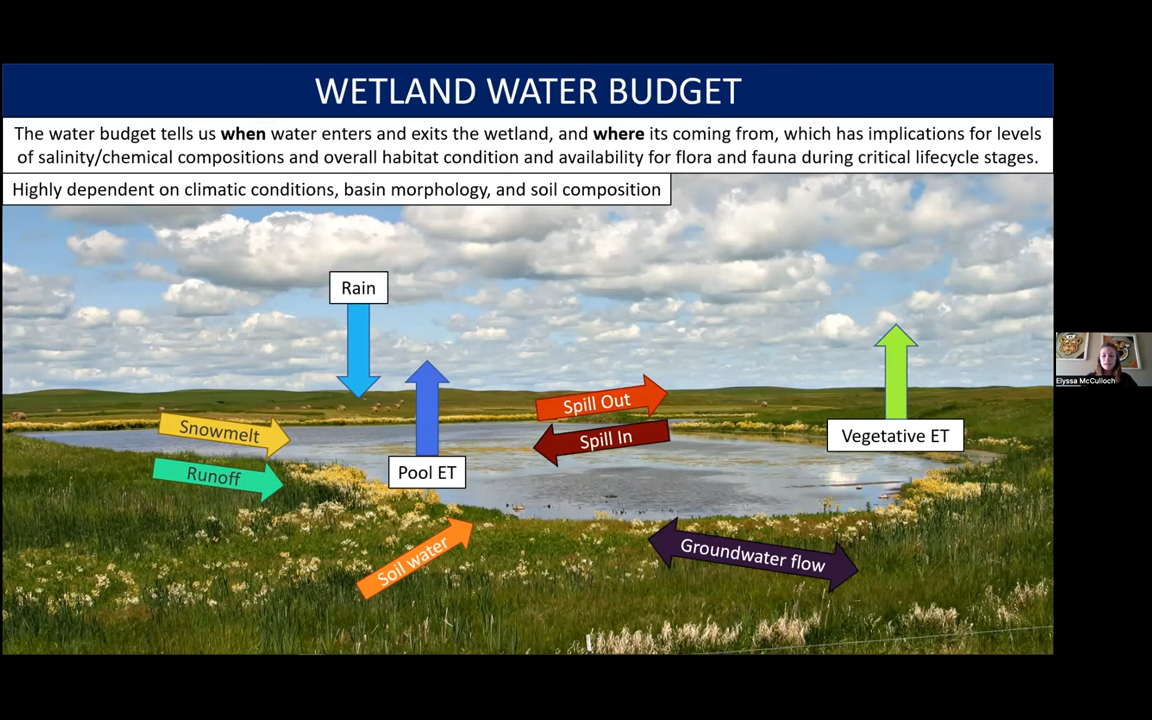 WETLAND WATER BUDGET
The water budget tells us when water enters and exits the wetland, and where its coming from, which has implications for levels
of salinity/chemical compositions and overall habitat condition and availability for flora and fauna during critical lifecycle stages.
Highly dependent on climatic conditions, basin morphology, and soil composition
Rain
Spill Out
Snowmelt
Spill In
Vegetative ET
Runoff
Pool ET
Soil water
Groundwater flow
Elyssa McCulloch